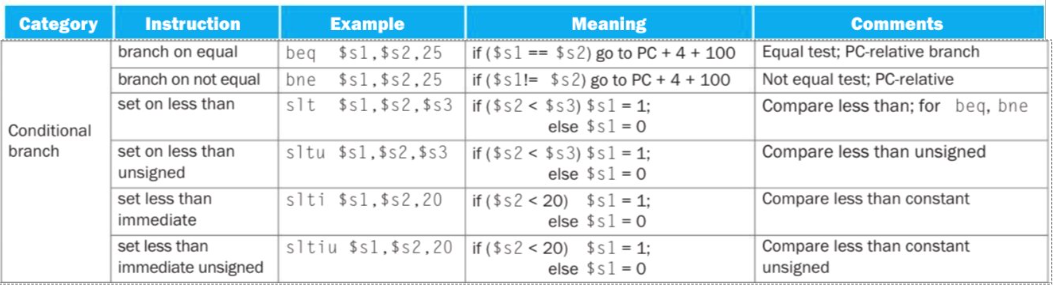 Category Instruction Example Meaning Comments
branch on equal beq $s1,$s2,25 if ($s1 == $s2) go to PC + 4 + 100 Equal test; PC-relative branch
branch on not equal bne $s1,$s2,25 if ($s1!= $s2) go to PC + 4 + 100 Not equal test; PC-relative
set on less than slt $s1,$s2,$s3 if ($s2 < $s3) $s1 = 1; Compare less than; for beq, bne
else $s1 = 0
Conditional
branch
set on less than sltu $s1,$s2,$s3 if ($s2 < $s3) $s1 = 1; Compare less than unsigned
unsigned else $s1 = 0
set less than slti $s1,$s2,20 if ($s2 < 20) $s1 = 1; Compare less than constant
immediate else $s1 = 0
set less than sltiu $s1,$s2,20 if ($s2 < 20) $s1 = 1; Compare less than constant
immediate unsigned else $s1 = 0 unsigned